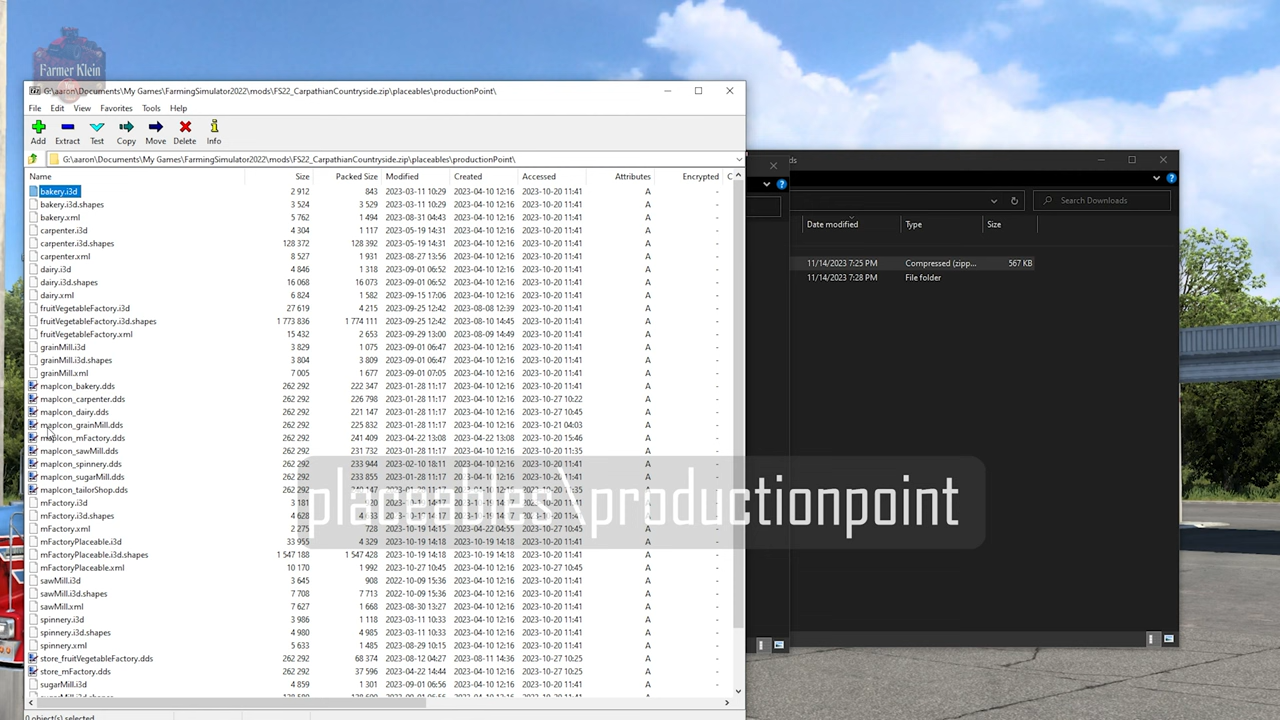 Farmer Klein
G:\aaron\Documents\My Games\FarmingSimulator2022\mods\FS22_CarpathianCountryside.zip\placeables\productionPoint\
File Edit View Favorites Tools Help
Add Extract Test Copy Move Delete Info
G:\aaron\Documents\My Games\FarmingSimulator2022\mods\FS22_CarpathianCountryside.zip\placeables\productionPoint\
Name Size Packed Size Modified Created Accessed Attributes Encrypted C
bakery.i3d 2 912 843 2023-03-11 10:29 2023-04-10 12:16 2023-10-20 11:41 A -
bakery.i3d.shapes 3 524 3 529 2023-03-11 10:29 2023-04-10 12:16 2023-10-20 11:41 A -
bakery.xml 5 762 1 494 2023-08-31 04:43 2023-04-10 12:16 2023-10-20 11:41 A -
carpenter.i3d 4 304 1 117 2023-05-19 14:31 2023-04-10 12:16 2023-10-20 11:41 A -
carpenter.i3d.shapes 128 372 128 392 2023-05-19 14:31 2023-04-10 12:16 2023-10-20 11:41 A -
carpenter.xml 8 527 1 931 2023-08-27 13:56 2023-04-10 12:16 2023-10-20 11:41 A -
dairy.i3d 4 846 1 318 2023-09-01 06:52 2023-04-10 12:16 2023-10-20 11:41 A -
dairy.i3d.shapes 16 068 16 073 2023-09-01 06:52 2023-04-10 12:16 2023-10-20 11:41 A -
dairy.xml 6 824 1 582 2023-09-15 17:06 2023-04-10 12:16 2023-10-20 11:41 A -
fruitVegetableFactory.i3d 27 619 4 215 2023-09-25 12:42 2023-08-08 12:39 2023-10-20 11:41 A -
fruitVegetableFactory.i3d.shapes 1 773 836 1 774 111 2023-09-25 12:42 2023-08-10 14:45 2023-10-20 11:41 A -
fruitVegetableFactory.xml 15 432 2 653 2023-09-29 13:00 2023-08-09 14:49 2023-10-20 11:41 A -
grainMill.i3d 3 829 1 075 2023-09-01 06:47 2023-04-10 12:16 2023-10-20 11:41 A -
grainMill.i3d.shapes 3 804 3 809 2023-09-01 06:47 2023-04-10 12:16 2023-10-20 11:41 A -
grainMill.xml 7 005 1 677 2023-09-01 07:05 2023-04-10 12:16 2023-10-20 11:41 A -
mapIcon_bakery.dds 262 292 222 347 2023-01-28 11:17 2023-04-10 12:16 2023-10-20 11:41 A -
mapIcon_carpenter.dds 262 292 226 798 2023-01-28 11:17 2023-04-10 12:16 2023-10-27 10:22 A -
mapIcon_dairy.dds 262 292 221 147 2023-01-28 11:17 2023-04-10 12:16 2023-10-27 10:45 A -
mapIcon_grainMill.dds 262 292 225 832 2023-01-28 11:17 2023-04-10 12:16 2023-10-21 04:03 A -
mapIcon_mFactory.dds 262 292 241 409 2023-04-22 13:08 2023-04-22 13:08 2023-10-20 15:46 A -
mapIcon_sawMill.dds 262 292 231 732 2023-01-28 11:17 2023-04-10 12:16 2023-10-20 11:35 A -
mapIcon_spinnery.dds 262 292 233 944 2023-02-10 18:11 2023-04-10 12:16 2023-10-20 11:41 A -
mapIcon_sugarMill.dds 262 292 233 855 2023-01-28 11:17 2023-04-10 12:16 2023-10-20 11:35 A -
mapIcon_tailorShop.dds 262 292 2023-01-28 11:17 2023-04-10 12:16 2023-10-20 11:41 A -
mFactory.i3d A -
mFactory.i3d.shapes A -
mFactory.xml 2 275 728 A -
mFactoryPlaceable.i3d 33 955 4 329 2023-10-19 14:18 2023-10-19 14:18 2023-10-20 11:41 A -
mFactoryPlaceable.i3d.shapes 1 547 188 1 547 428 2023-10-19 14:18 2023-10-19 14:18 2023-10-20 11:41 A -
mFactoryPlaceable.xml 10 170 1 992 2023-10-27 10:45 2023-10-19 14:18 2023-10-27 10:45 A -
sawMill.i3d 3 645 908 2022-10-09 15:36 2023-04-10 12:16 2023-10-20 11:41 A -
sawMill.i3d.shapes 7 708 7 713 2022-10-09 15:36 2023-04-10 12:16 2023-10-20 11:41 A -
sawMill.xml 7 627 1 668 2023-08-30 13:27 2023-04-10 12:16 2023-10-20 11:41 A -
spinnery.i3d 3 986 1 118 2023-03-11 10:33 2023-04-10 12:16 2023-10-20 11:41 A -
spinnery.i3d.shapes 4 980 4 985 2023-03-11 10:33 2023-04-10 12:16 2023-10-20 11:41 A -
spinnery.xml 5 633 1 485 2023-08-29 10:15 2023-04-10 12:16 2023-10-20 11:41 A -
store_fruitVegetableFactory.dds 262 292 68 374 2023-08-12 04:27 2023-08-11 14:36 2023-10-27 10:25 A -
store_mFactory.dds 262 292 37 596 2023-04-22 14:44 2023-04-10 12:16 2023-10-27 10:25 A -
sugarMill.i3d 4 859 1 301 2023-09-01 06:56 2023-04-10 12:16 2023-10-20 11:41 A -
0 object(s) selected
placeables\productionpoint
ds
Search Downloads
Date modified Type Size
11/14/2023 7:25 PM Compressed (zipp... 567 KB
11/14/2023 7:28 PM File folder